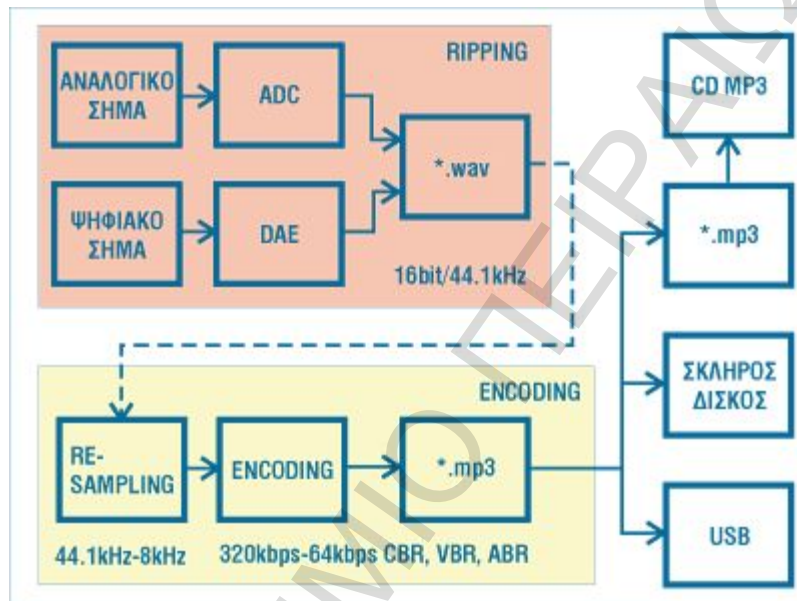 RIPPING
ΑΝΑΛΟΓΙΚΟ
ΣΗΜΑ
ADC
*.wav
ΨΗΦΙΑΚΟ
ΣΗΜΑ
DAE
16bit/44.1kHz
CD MP3
*.mp3
ΣΚΛΗΡΟΣ
ΔΙΣΚΟΣ
USB
ENCODING
RE-
SAMPLING
ENCODING
*.mp3
44.1kHz-8kHz
320kbps-64kbps CBR, VBR, ABR